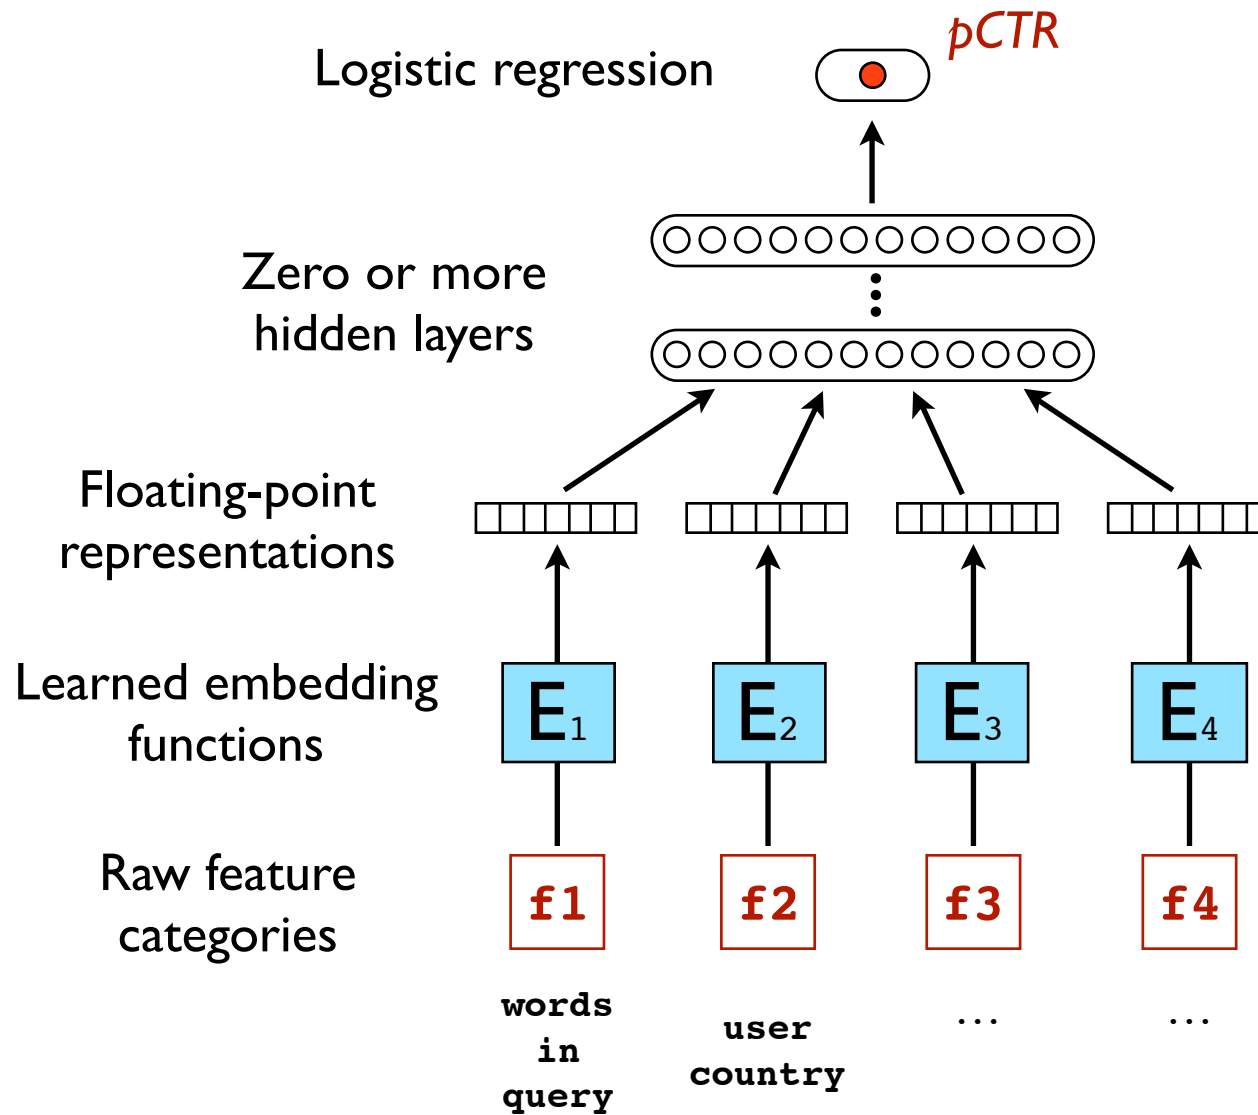 pCTR
Logistic regression
Zero or more
hidden layers
Floating-point
representations
Learned embedding
functions
E1 E2 E3 E4
Raw feature
categories
f1 f2 f3 f4
words
in
query
user
country
...
...